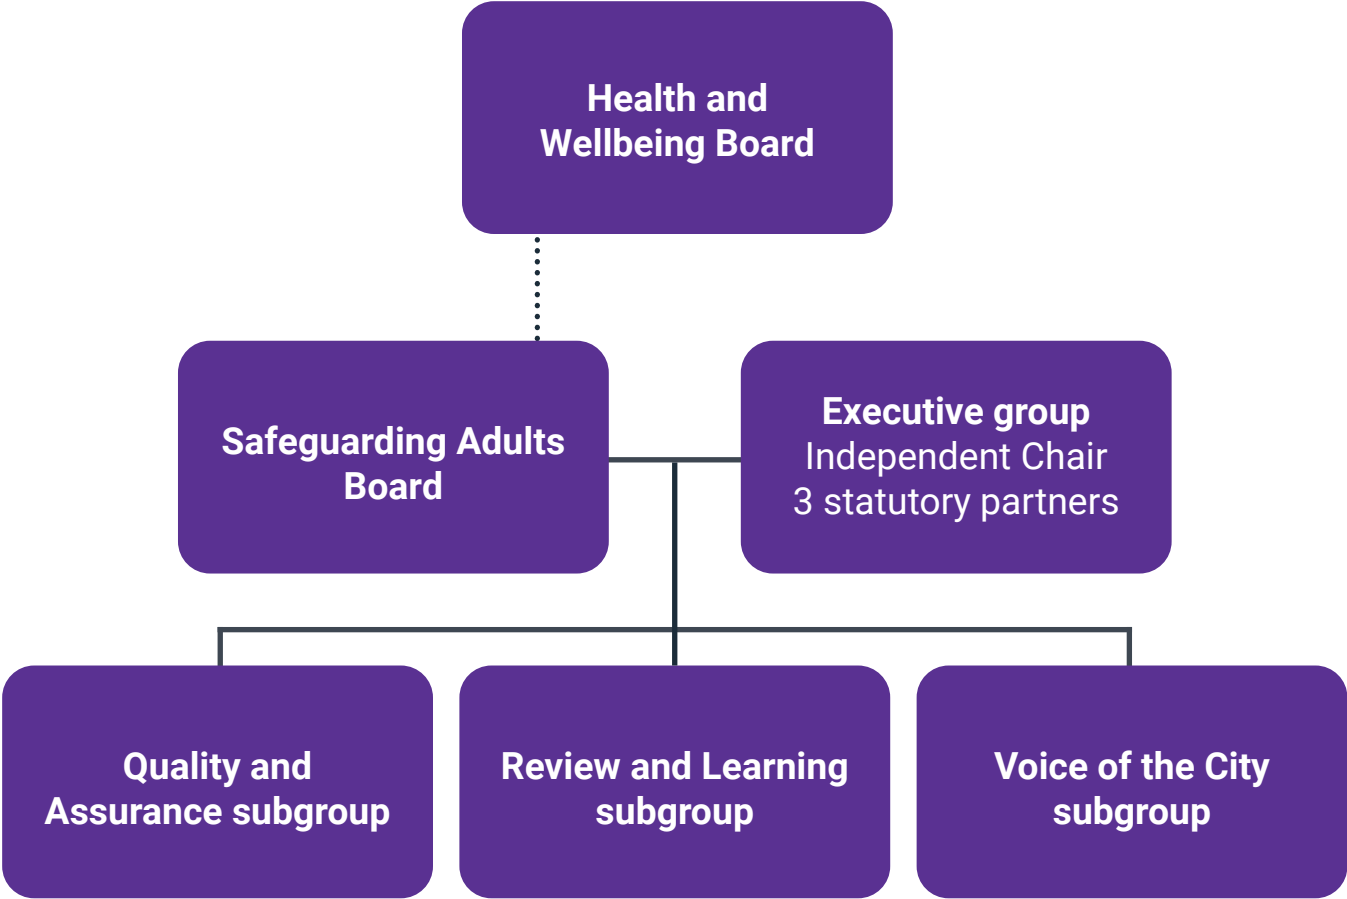 Health and
Wellbeing Board
Safeguarding Adults
Board
Executive group
Independent Chair
3 statutory partners
Quality and
Assurance subgroup
Review and Learning
subgroup
Voice of the City
subgroup